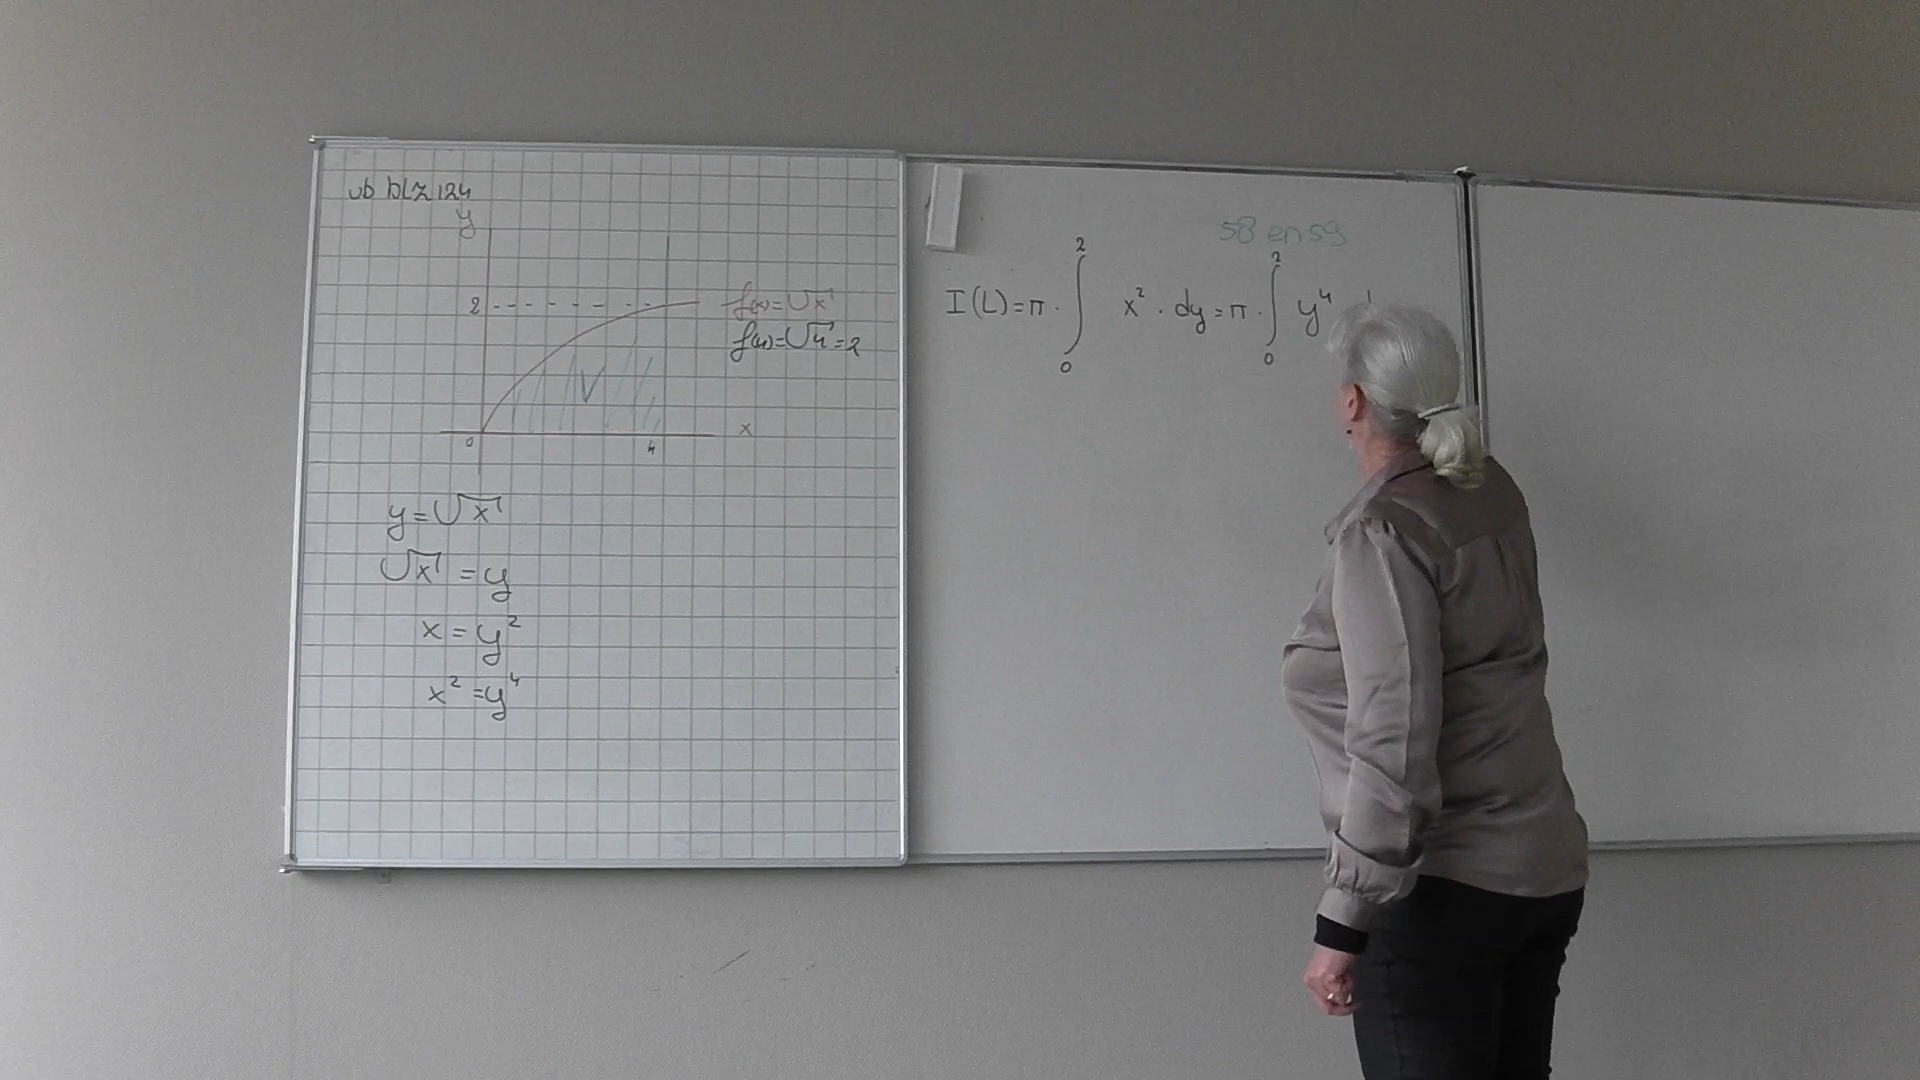 vb blz 124
y
2
f(x)=√x
f(4)=√4=2
V
0
4
x
y=√x
√x=y
x=y²
x²=y⁴
58 en 59
I(L)=π·∫₀² x²·dy=π·∫₀² y⁴